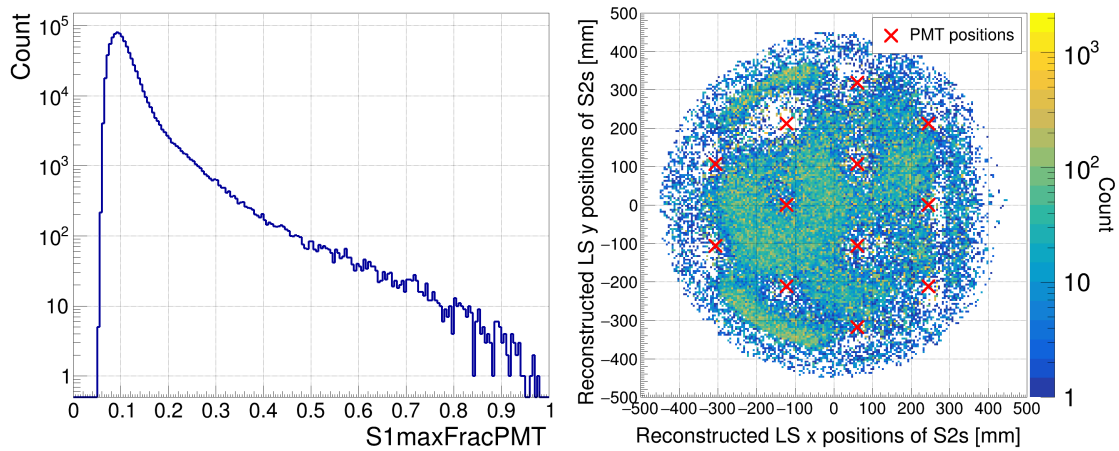 Count
10^5
10^4
10^3
10^2
10
1
0 0.1 0.2 0.3 0.4 0.5 0.6 0.7 0.8 0.9 1
S1maxFracPMT
Reconstructed LS y positions of S2s [mm]
500
400
300
200
100
0
−100
−200
−300
−400
−500
−500 −400 −300 −200 −100 0 100 200 300 400 500
Reconstructed LS x positions of S2s [mm]
PMT positions
10^3
10^2
10
1
Count